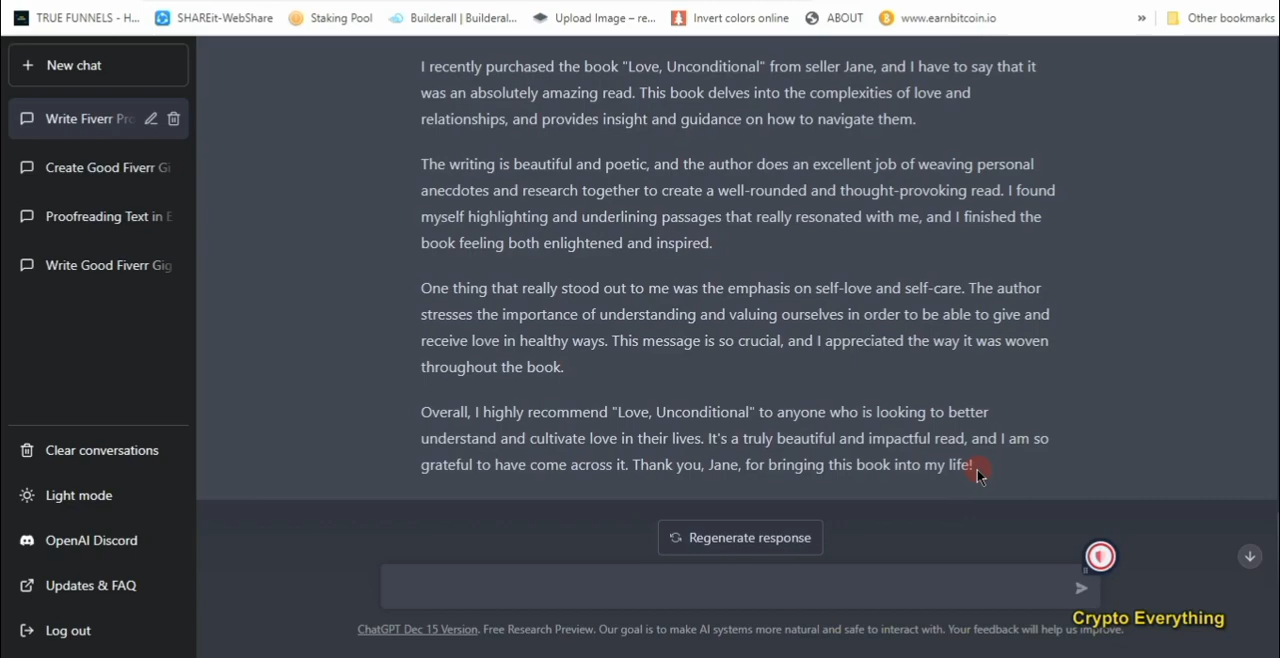 TRUE FUNNELS - H...
SHAREit-WebShare
Staking Pool
Builderall | Builderal...
Upload Image – re...
Invert colors online
ABOUT
www.earnbitcoin.io
»
Other bookmarks
+ New chat
Write Fiverr Pro
Create Good Fiverr Gi
Proofreading Text in E
Write Good Fiverr Gig
Clear conversations
Light mode
OpenAI Discord
Updates & FAQ
Log out
I recently purchased the book "Love, Unconditional" from seller Jane, and I have to say that it
was an absolutely amazing read. This book delves into the complexities of love and
relationships, and provides insight and guidance on how to navigate them.
The writing is beautiful and poetic, and the author does an excellent job of weaving personal
anecdotes and research together to create a well-rounded and thought-provoking read. I found
myself highlighting and underlining passages that really resonated with me, and I finished the
book feeling both enlightened and inspired.
One thing that really stood out to me was the emphasis on self-love and self-care. The author
stresses the importance of understanding and valuing ourselves in order to be able to give and
receive love in healthy ways. This message is so crucial, and I appreciated the way it was woven
throughout the book.
Overall, I highly recommend "Love, Unconditional" to anyone who is looking to better
understand and cultivate love in their lives. It's a truly beautiful and impactful read, and I am so
grateful to have come across it. Thank you, Jane, for bringing this book into my life!
Regenerate response
Crypto Everything
ChatGPT Dec 15 Version. Free Research Preview. Our goal is to make AI systems more natural and safe to interact with. Your feedback will help us improve.